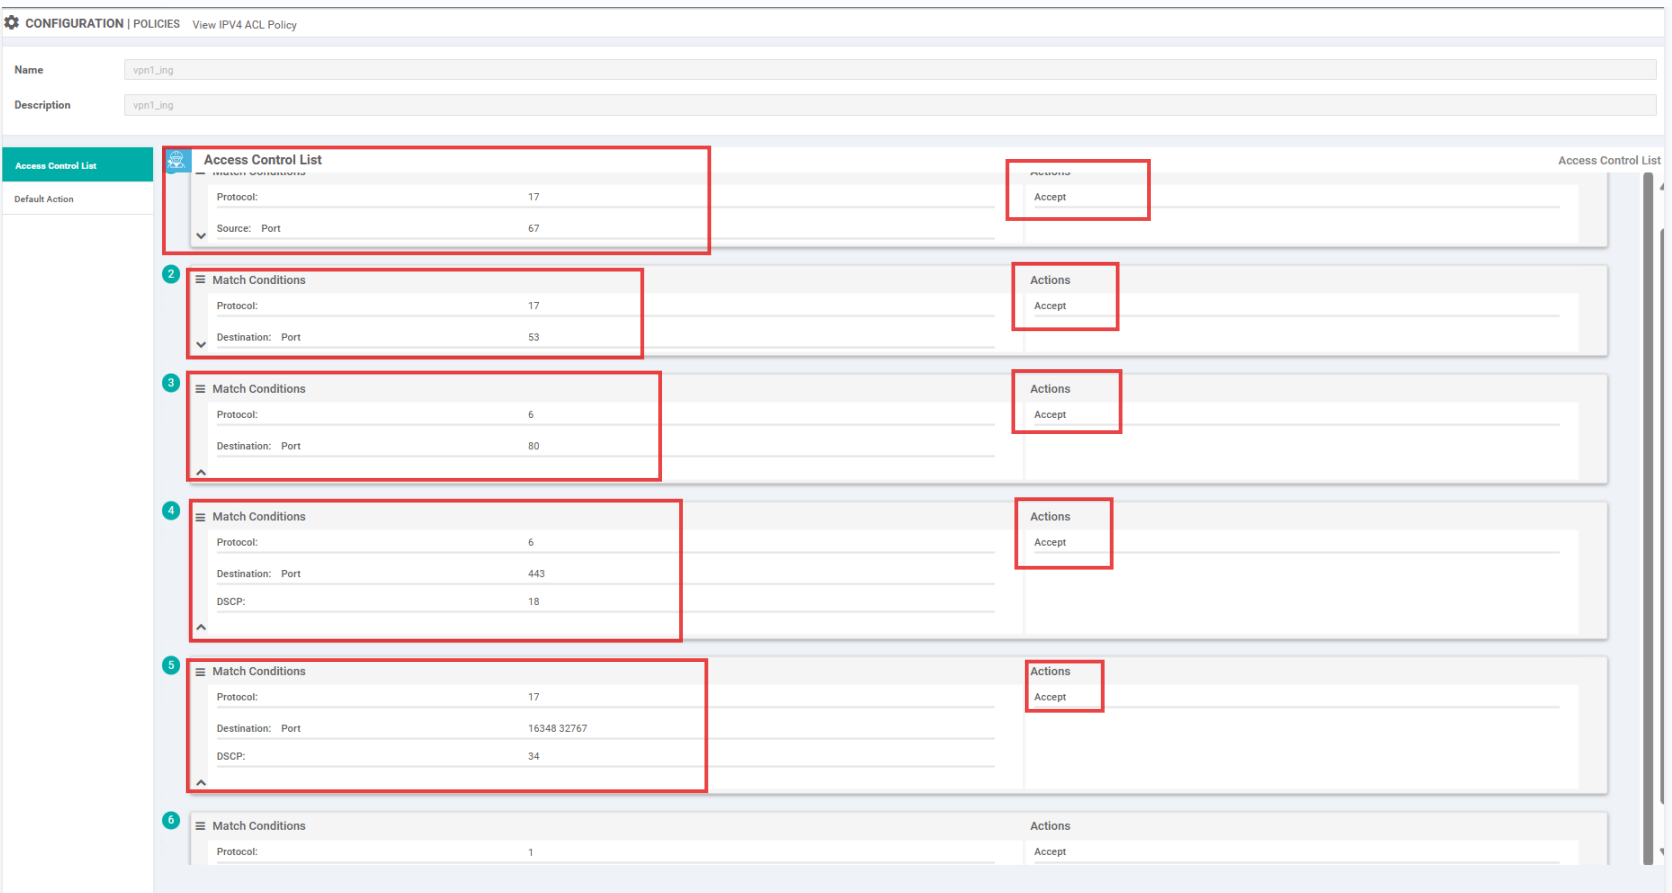 CONFIGURATION | POLICIES View IPV4 ACL Policy
Name vpn1_ing
Description vpn1_ing
Access Control List
Default Action
Access Control List Access Control List
Match Conditions Actions
Protocol: 17 Accept
Source: Port 67
2 Match Conditions Actions
Protocol: 17 Accept
Destination: Port 53
3 Match Conditions Actions
Protocol: 6 Accept
Destination: Port 80
4 Match Conditions Actions
Protocol: 6 Accept
Destination: Port 443
DSCP: 18
5 Match Conditions Actions
Protocol: 17 Accept
Destination: Port 16348 32767
DSCP: 34
6 Match Conditions Actions
Protocol: 1 Accept